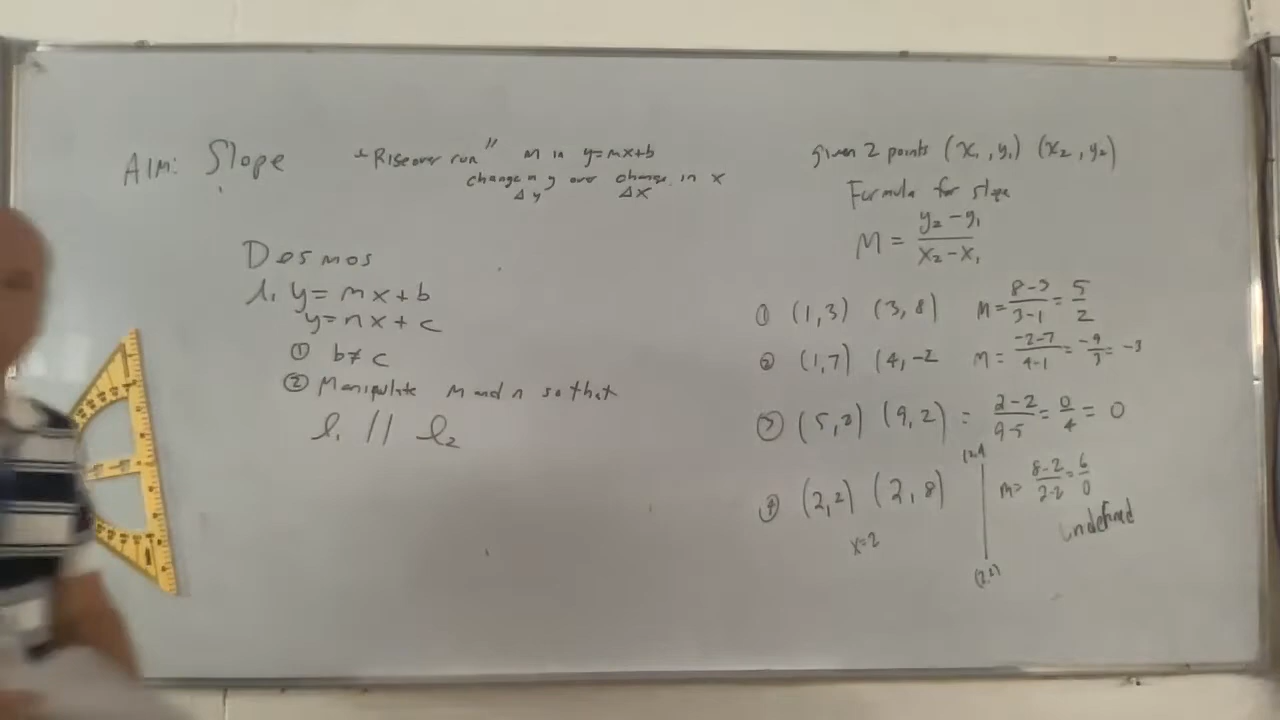 AIM: Slope
"Rise over run" m in y=mx+b
change in y over change in x
Δy Δx
Desmos
l₁ y = mx + b
y = nx + c
① b≠c
② Manipulate m and n so that
l₁ // l₂
given 2 points (x₁, y₁) (x₂, y₂)
Formula for slope
M = y₂ - y₁ / x₂ - x₁
① (1,3) (3,8) M = 8-3 / 3-1 = 5/2
② (1,7) (4,-2 M = -2-7 / 4-1 = -9/3 = -3
③ (5,2) (9,2) = 2-2 / 9-5 = 0/4 = 0
④ (2,2) (2,8) m= 8-2 / 2-2 = 6/0
undefined
x=2
(2,2)